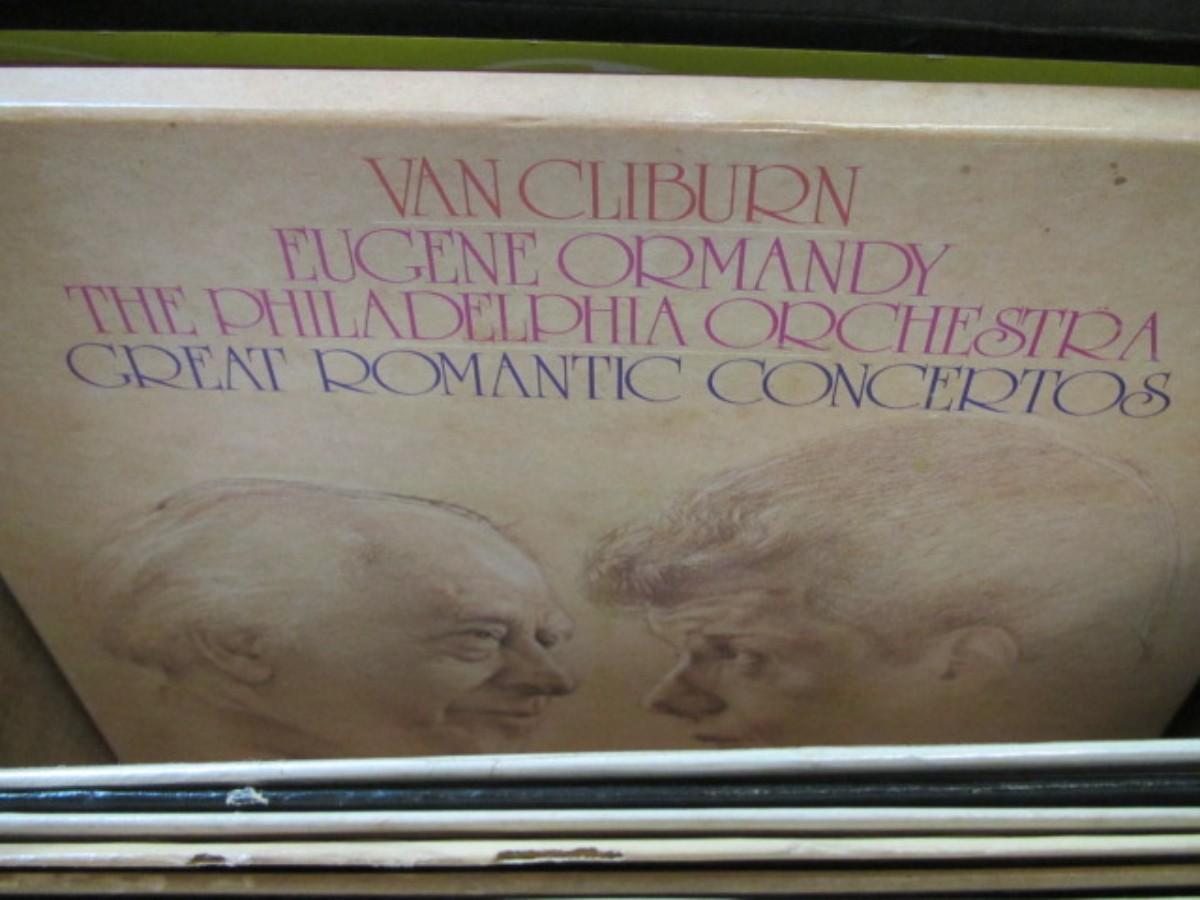 VAN CLIBURN
EUGENE ORMANDY
THE PHILADELPHIA ORCHESTRA
GREAT ROMANTIC CONCERTOS